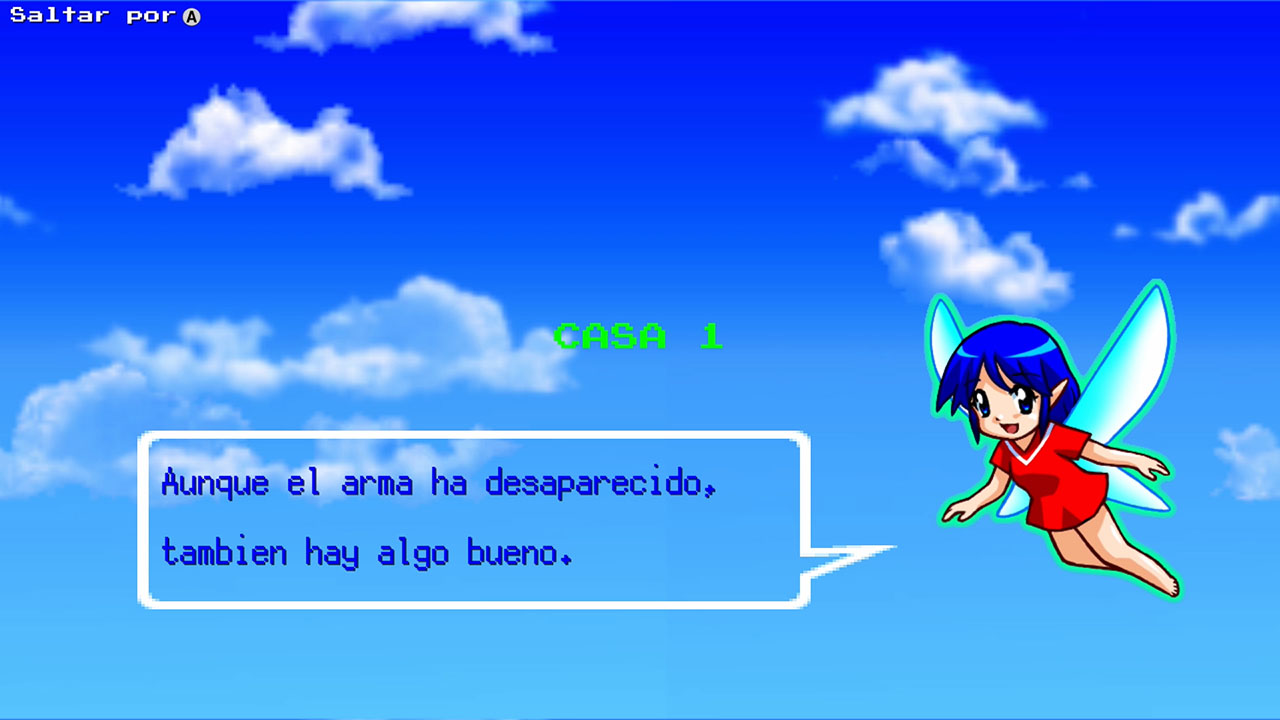 Saltar por A
CASA 1
Aunque el arma ha desaparecido,
tambien hay algo bueno.